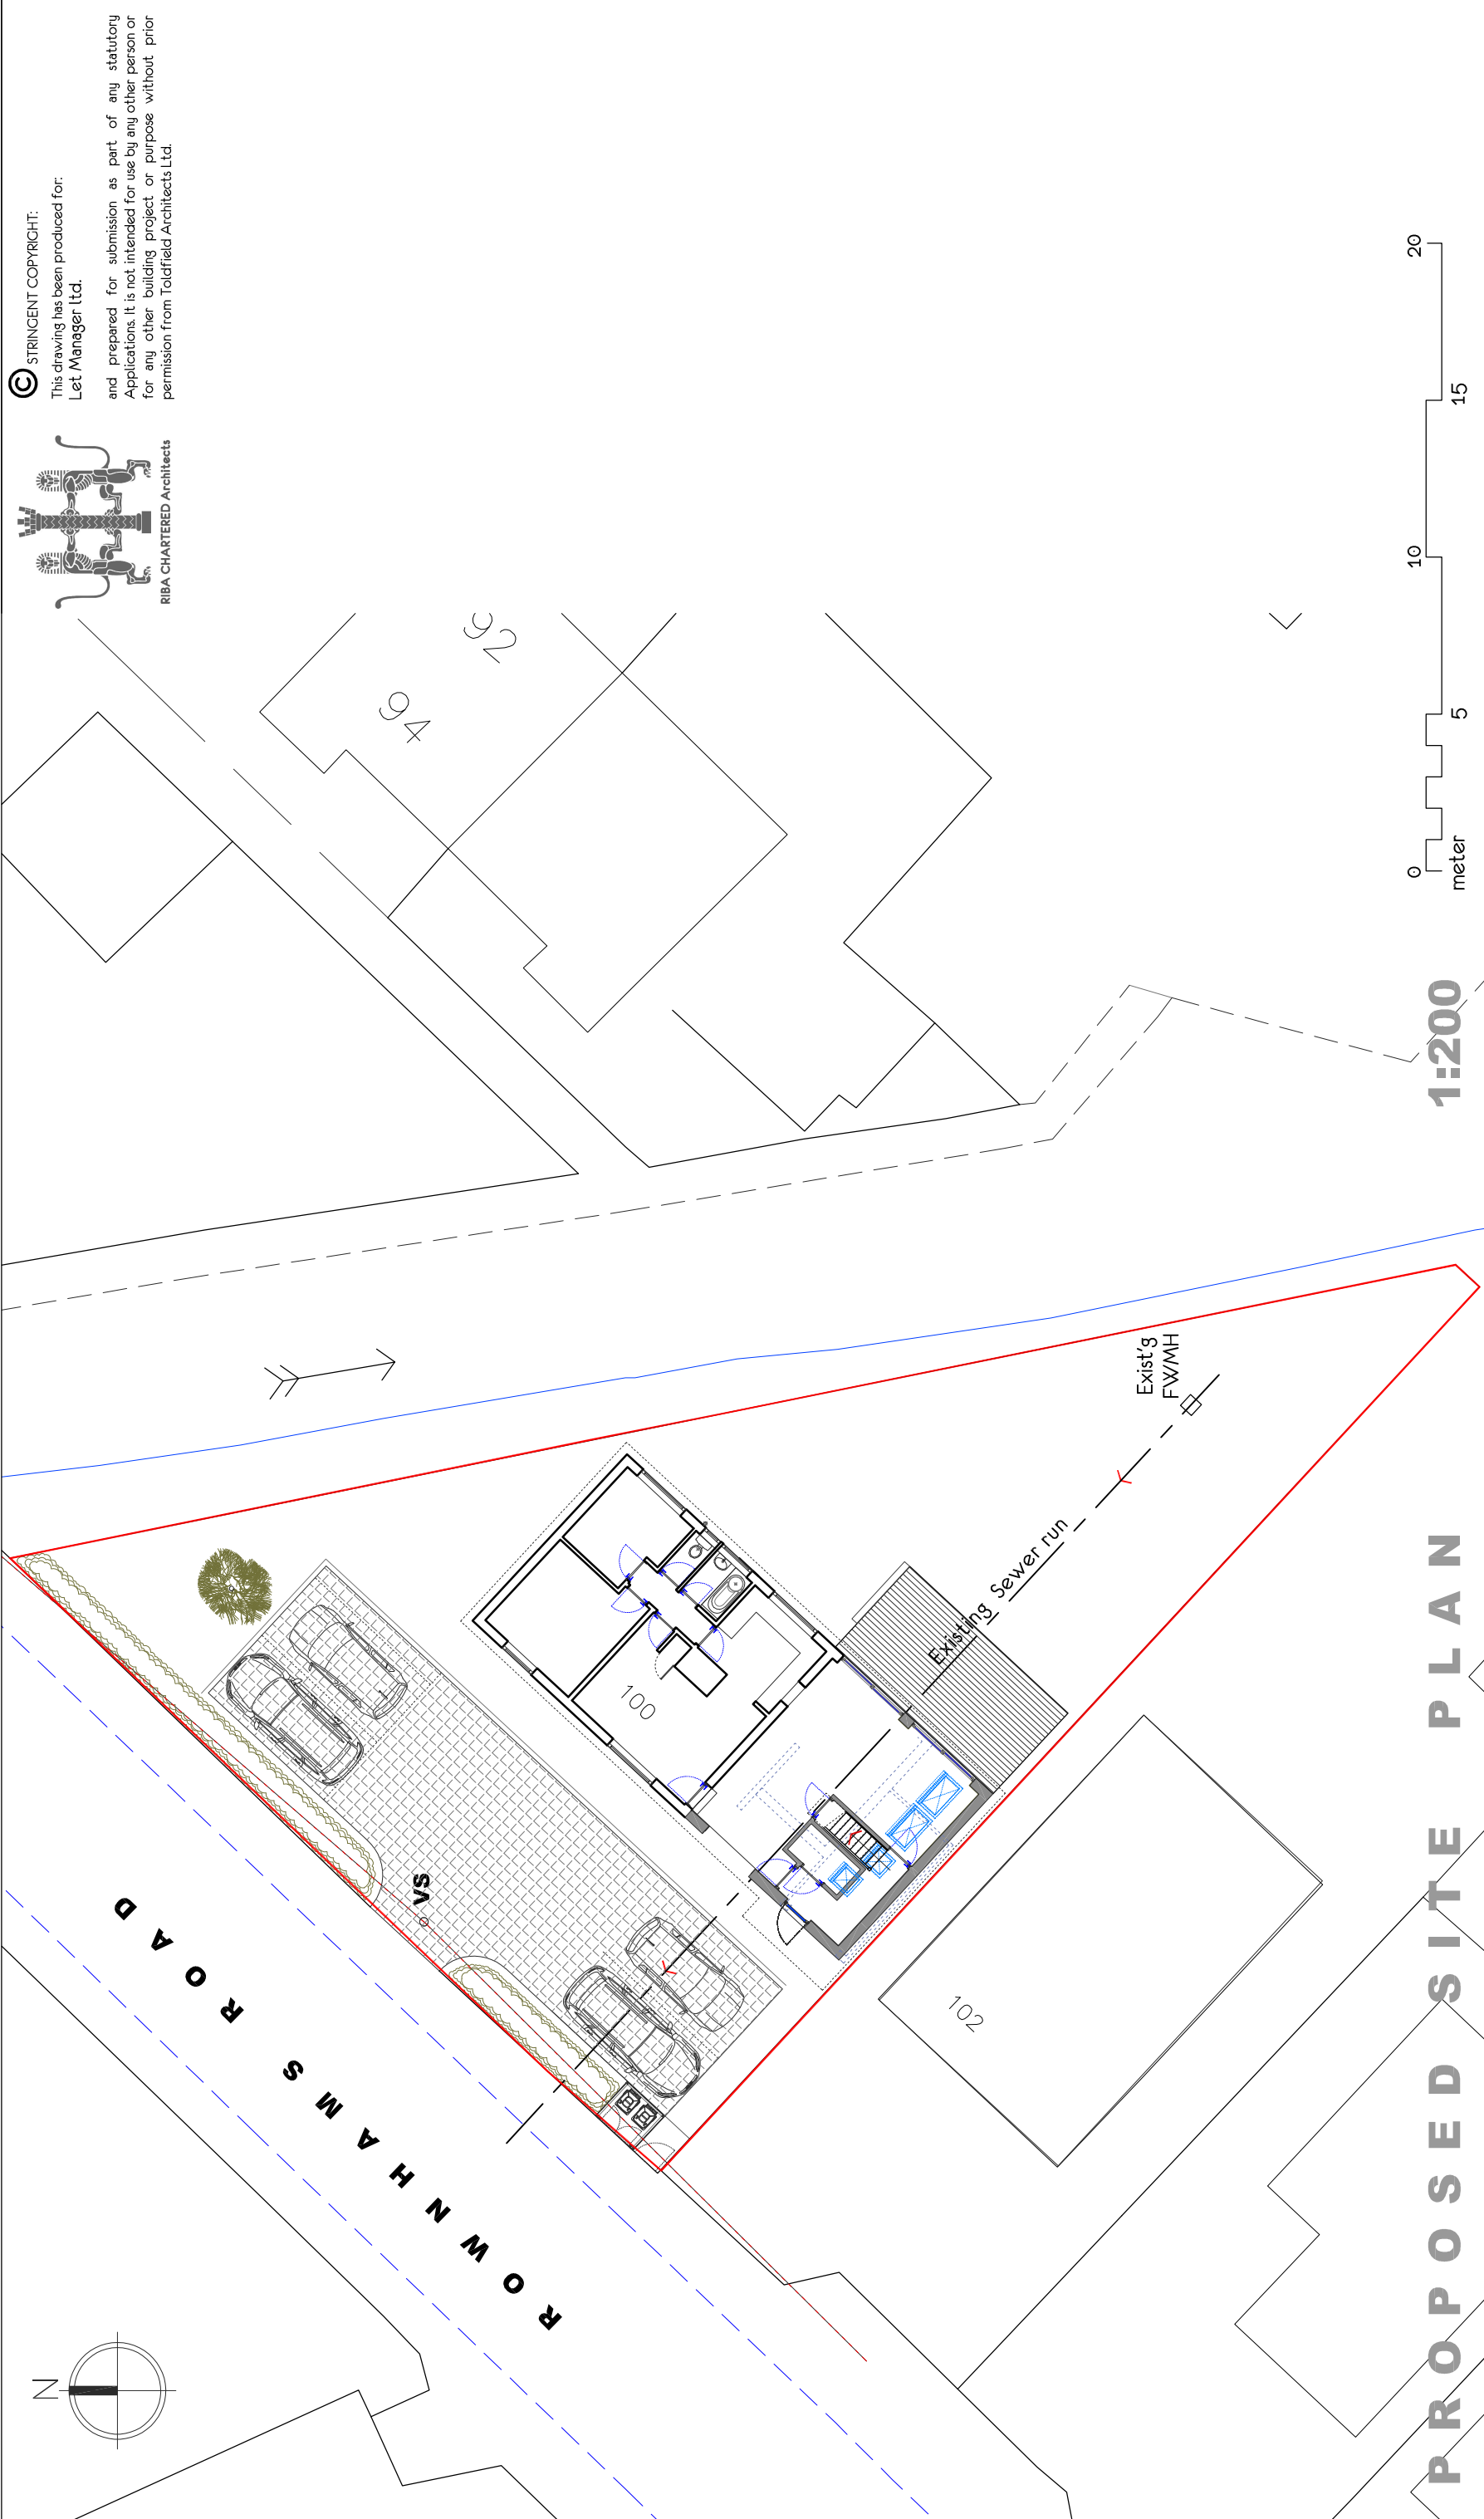 © STRINGENT COPYRIGHT:
This drawing has been produced for:
Let Manager ltd.
and prepared for submission as part of any statutory
Applications. It is not intended for use by any other person or
for any other building project or purpose without prior
permission from Toldfield Architects Ltd.
RIBA CHARTERED Architects
N
ROWNHAMS ROAD
VS
92
94
100
102
Existing Sewer run
Exist'g
FWMH
PROPOSED SITE PLAN 1:200
0 5 10 15 20
meter